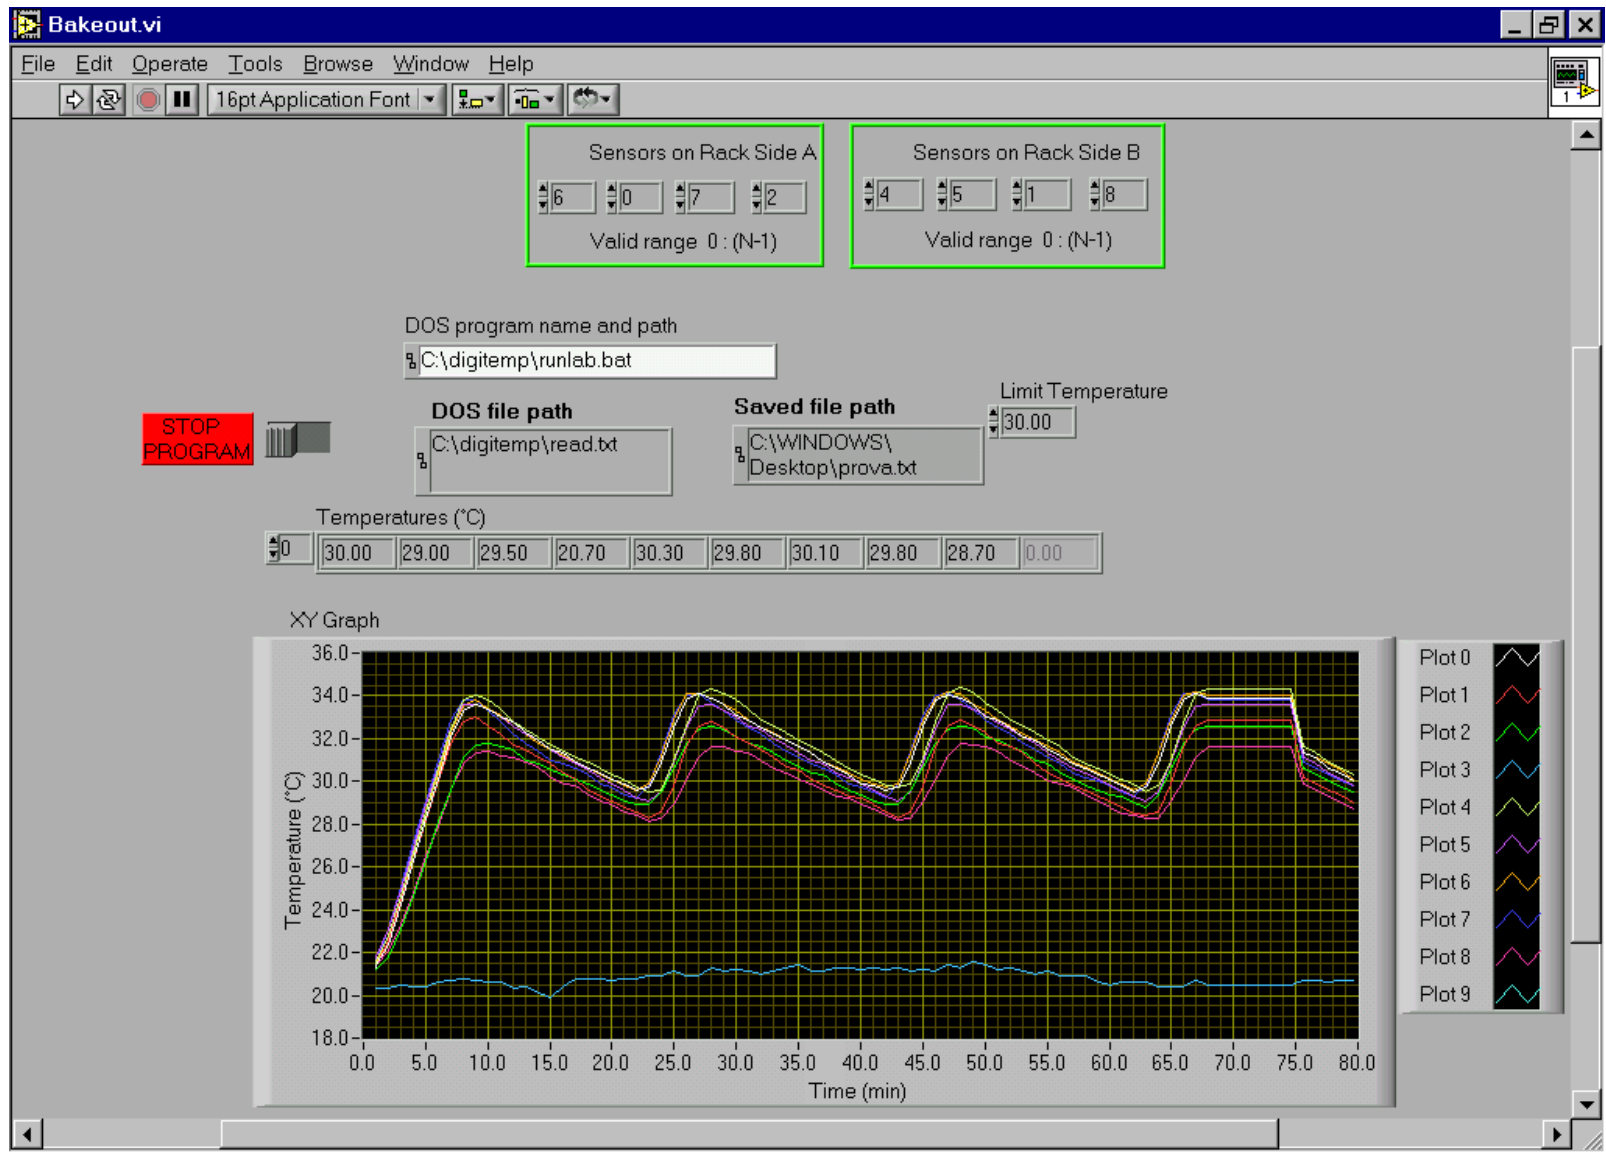 Bakeout.vi
File Edit Operate Tools Browse Window Help
16pt Application Font
1
Sensors on Rack Side A
6 0 7 2
Valid range 0 : (N-1)
Sensors on Rack Side B
4 5 1 8
Valid range 0 : (N-1)
DOS program name and path
C:\digitemp\runlab.bat
STOP
PROGRAM
DOS file path
C:\digitemp\read.txt
Saved file path
C:\WINDOWS\
Desktop\prova.txt
Limit Temperature
30.00
Temperatures (°C)
0 30.00 29.00 29.50 20.70 30.30 29.80 30.10 29.80 28.70 0.00
XY Graph
36.0
34.0
32.0
30.0
28.0
26.0
24.0
22.0
20.0
18.0
Temperature (°C)
0.0 5.0 10.0 15.0 20.0 25.0 30.0 35.0 40.0 45.0 50.0 55.0 60.0 65.0 70.0 75.0 80.0
Time (min)
Plot 0
Plot 1
Plot 2
Plot 3
Plot 4
Plot 5
Plot 6
Plot 7
Plot 8
Plot 9